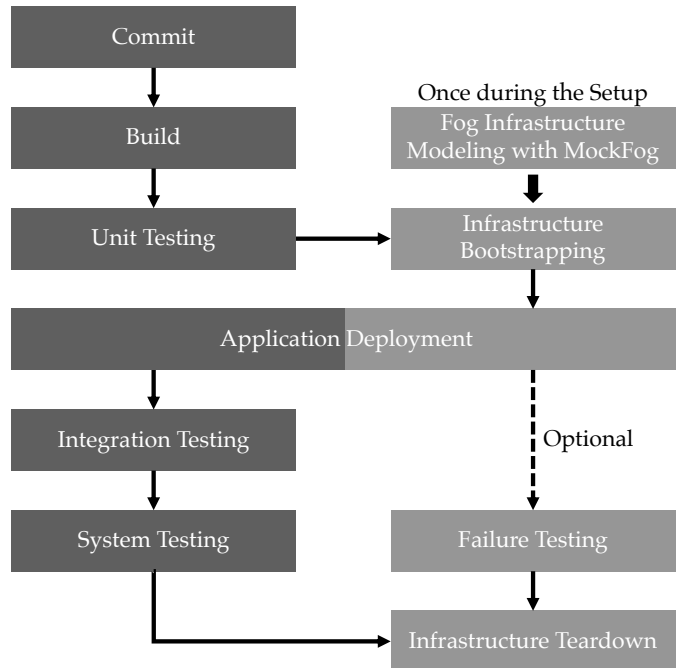 Commit
Once during the Setup
Build
Fog Infrastructure
Modeling with MockFog
Unit Testing
Infrastructure
Bootstrapping
Application Deployment
Integration Testing
Optional
System Testing
Failure Testing
Infrastructure Teardown